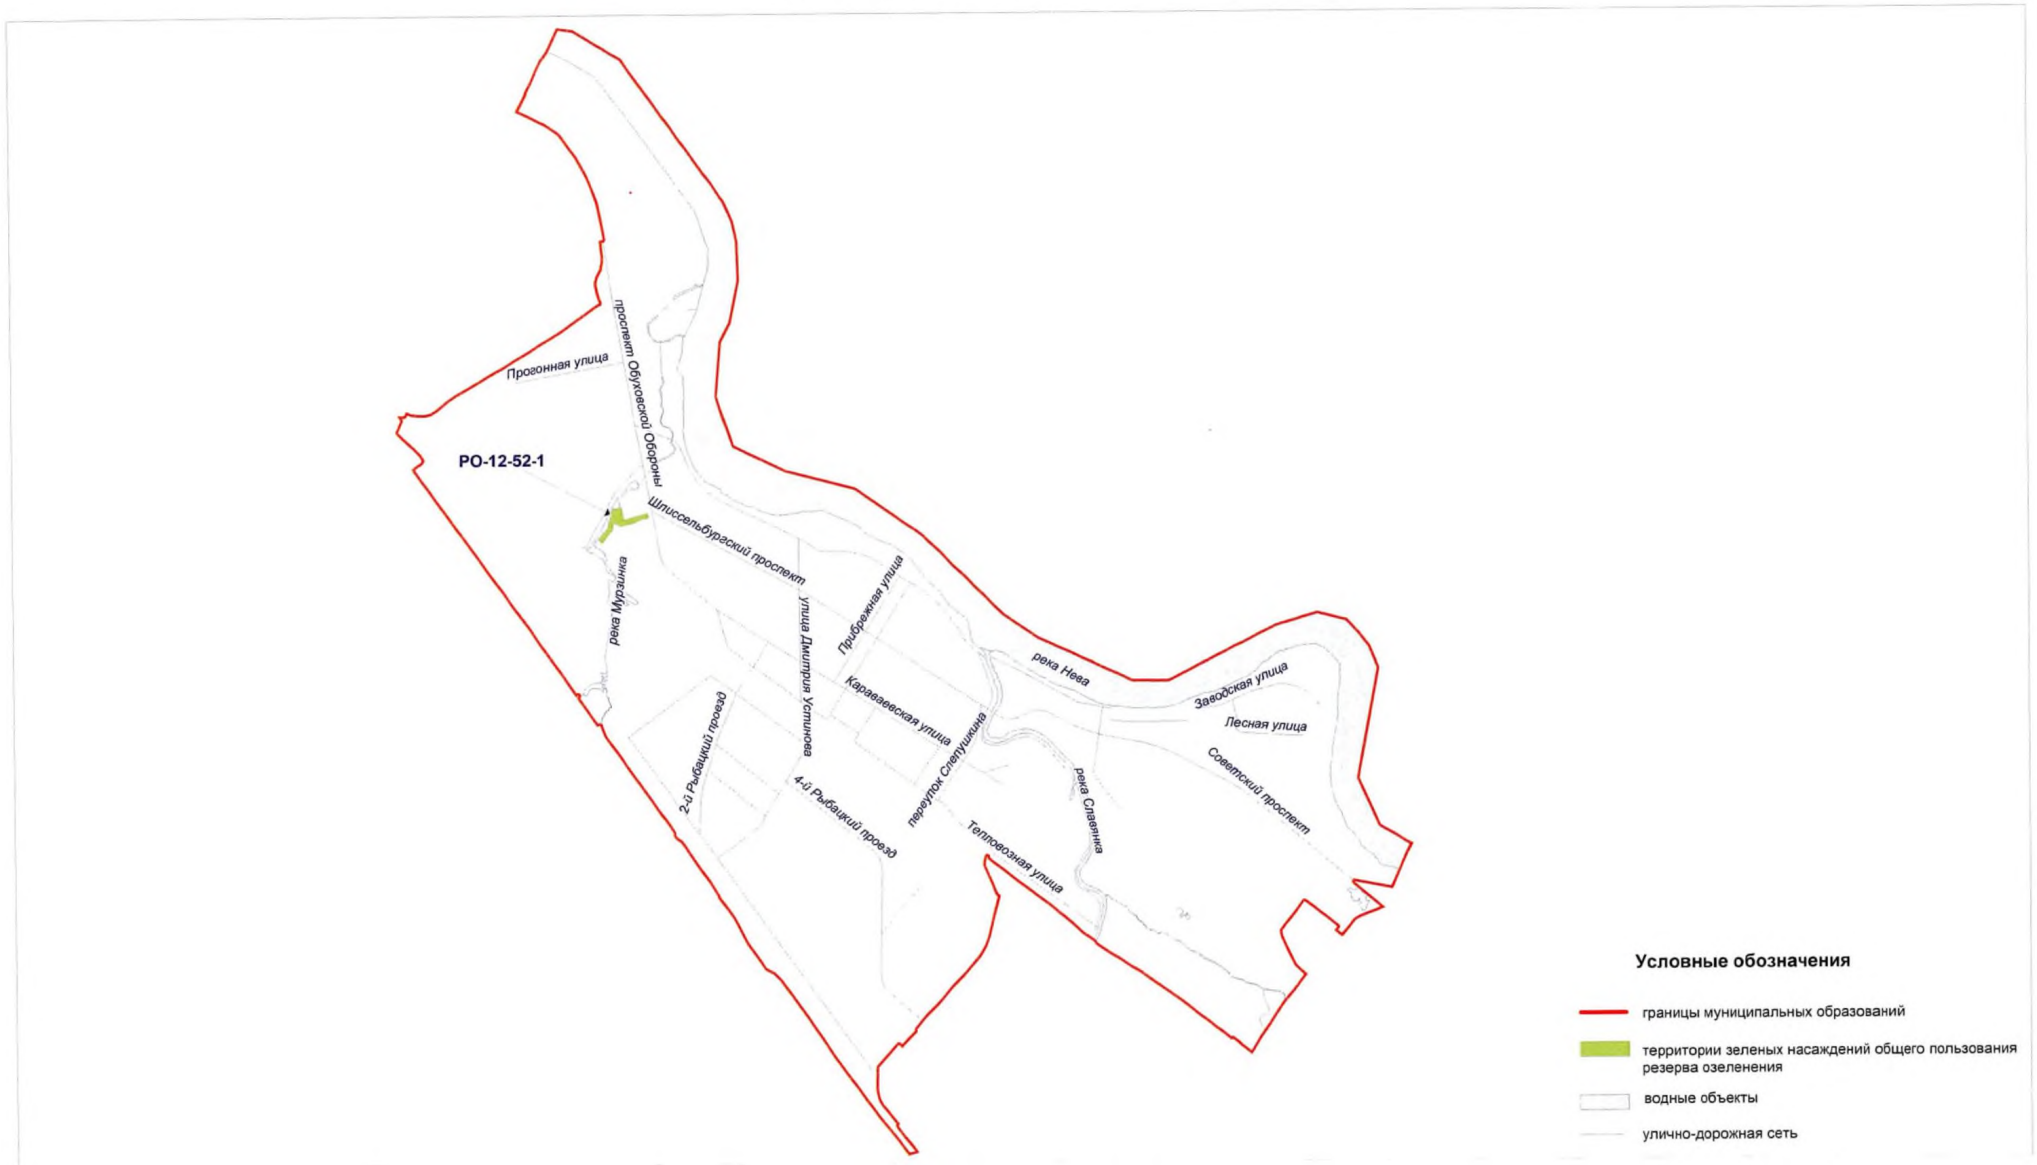 проспект Обуховской Обороны
Прогонная улица
РО-12-52-1
Шлиссельбургский проспект
река Мурзинка
улица Дмитрия Устинова
Прибрежная улица
река Нева
Заводская улица
Лесная улица
Караваевская улица
2-й Рыбацкий проезд
переулок Слепушкина
Советский проспект
река Славянка
4-й Рыбацкий проезд
Тепловозная улица
Условные обозначения
границы муниципальных образований
территории зеленых насаждений общего пользования
резерва озеленения
водные объекты
улично-дорожная сеть